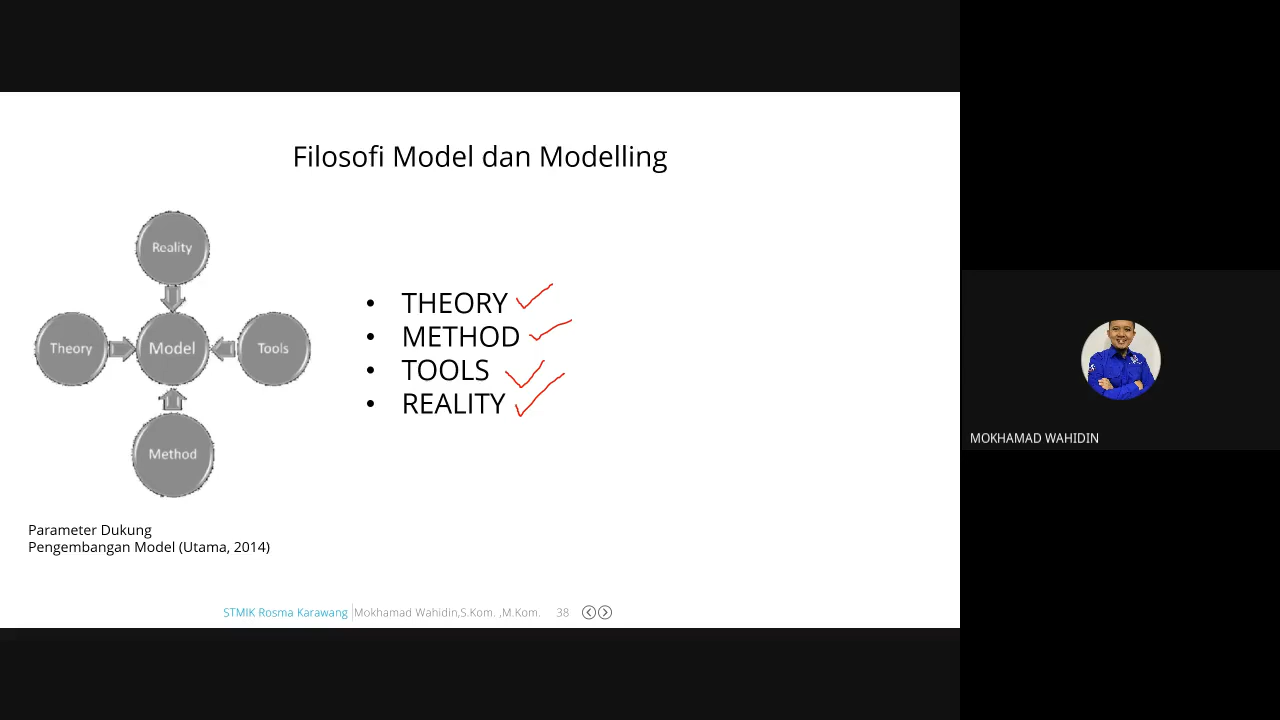 Filosofi Model dan Modelling
Reality
Theory
Model
Tools
Method
• THEORY
• METHOD
• TOOLS
• REALITY
Parameter Dukung
Pengembangan Model (Utama, 2014)
STMIK Rosma Karawang Mokhamad Wahidin,S.Kom. ,M.Kom. 38
MOKHAMAD WAHIDIN